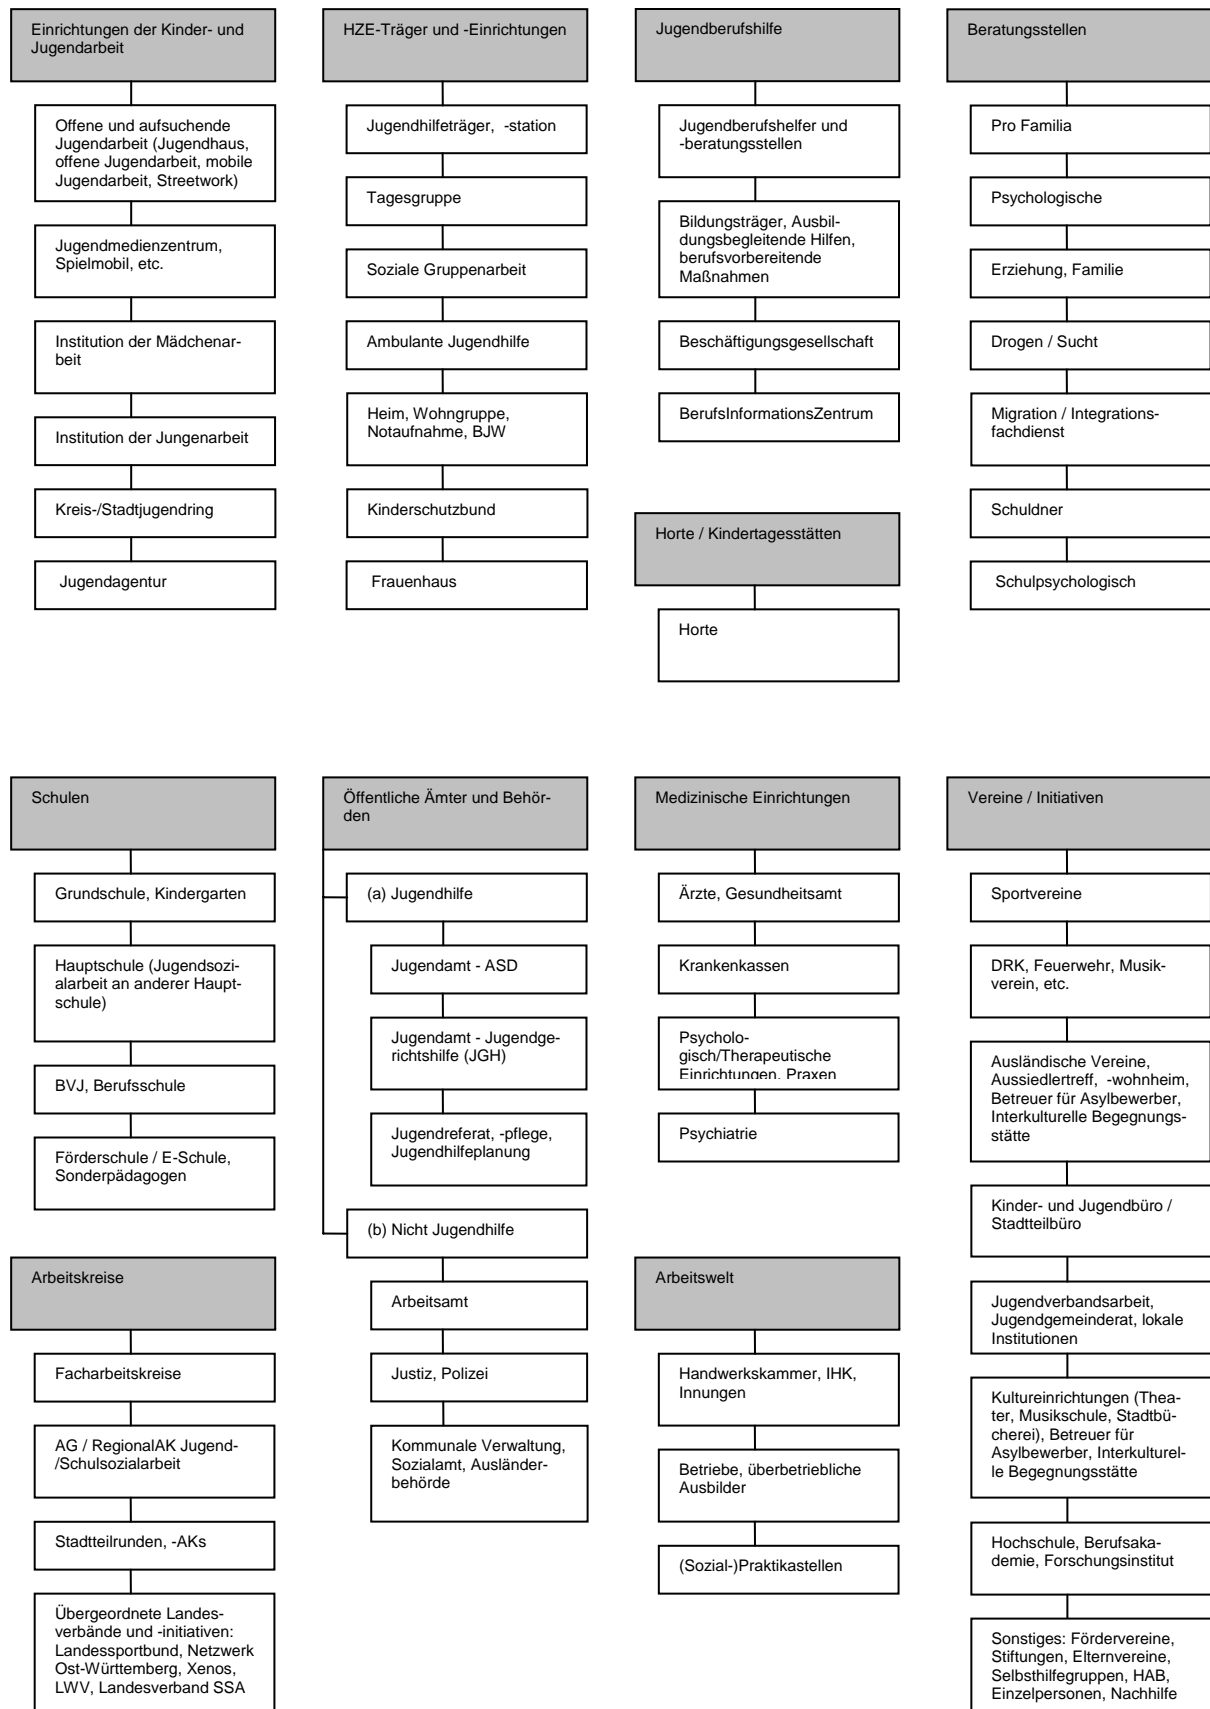 Einrichtungen der Kinder- und
Jugendarbeit
Offene und aufsuchende
Jugendarbeit (Jugendhaus,
offene Jugendarbeit, mobile
Jugendarbeit, Streetwork)
Jugendmedienzentrum,
Spielmobil, etc.
Institution der Mädchenar-
beit
Institution der Jungenarbeit
Kreis-/Stadtjugendring
Jugendagentur
HZE-Träger und -Einrichtungen
Jugendhilfeträger, -station
Tagesgruppe
Soziale Gruppenarbeit
Ambulante Jugendhilfe
Heim, Wohngruppe,
Notaufnahme, BJW
Kinderschutzbund
Frauenhaus
Jugendberufshilfe
Jugendberufshelfer und
-beratungsstellen
Bildungsträger, Ausbil-
dungsbegleitende Hilfen,
berufsvorbereitende
Maßnahmen
Beschäftigungsgesellschaft
BerufsInformationsZentrum
Horte / Kindertagesstätten
Horte
Beratungsstellen
Pro Familia
Psychologische
Erziehung, Familie
Drogen / Sucht
Migration / Integrations-
fachdienst
Schuldner
Schulpsychologisch
Schulen
Grundschule, Kindergarten
Hauptschule (Jugendsozi-
alarbeit an anderer Haupt-
schule)
BVJ, Berufsschule
Förderschule / E-Schule,
Sonderpädagogen
Arbeitskreise
Facharbeitskreise
AG / RegionalAK Jugend-
/Schulsozialarbeit
Stadtteilrunden, -AKs
Übergeordnete Landes-
verbände und -initiativen:
Landessportbund, Netzwerk
Ost-Württemberg, Xenos,
LWV, Landesverband SSA
Öffentliche Ämter und Behör-
den
(a) Jugendhilfe
Jugendamt - ASD
Jugendamt - Jugendge-
richtshilfe (JGH)
Jugendreferat, -pflege,
Jugendhilfeplanung
(b) Nicht Jugendhilfe
Arbeitsamt
Justiz, Polizei
Kommunale Verwaltung,
Sozialamt, Ausländer-
behörde
Medizinische Einrichtungen
Ärzte, Gesundheitsamt
Krankenkassen
Psycholo-
gisch/Therapeutische
Einrichtungen, Praxen
Psychiatrie
Arbeitswelt
Handwerkskammer, IHK,
Innungen
Betriebe, überbetriebliche
Ausbilder
(Sozial-)Praktikastellen
Vereine / Initiativen
Sportvereine
DRK, Feuerwehr, Musik-
verein, etc.
Ausländische Vereine,
Aussiedlertreff, -wohnheim,
Betreuer für Asylbewerber,
Interkulturelle Begegnungs-
stätte
Kinder- und Jugendbüro /
Stadtteilbüro
Jugendverbandsarbeit,
Jugendgemeinderat, lokale
Institutionen
Kultureinrichtungen (Thea-
ter, Musikschule, Stadtbü-
cherei), Betreuer für
Asylbewerber, Interkulturel-
le Begegnungsstätte
Hochschule, Berufsaka-
demie, Forschungsinstitut
Sonstiges: Fördervereine,
Stiftungen, Elternvereine,
Selbsthilfegruppen, HAB,
Einzelpersonen, Nachhilfe